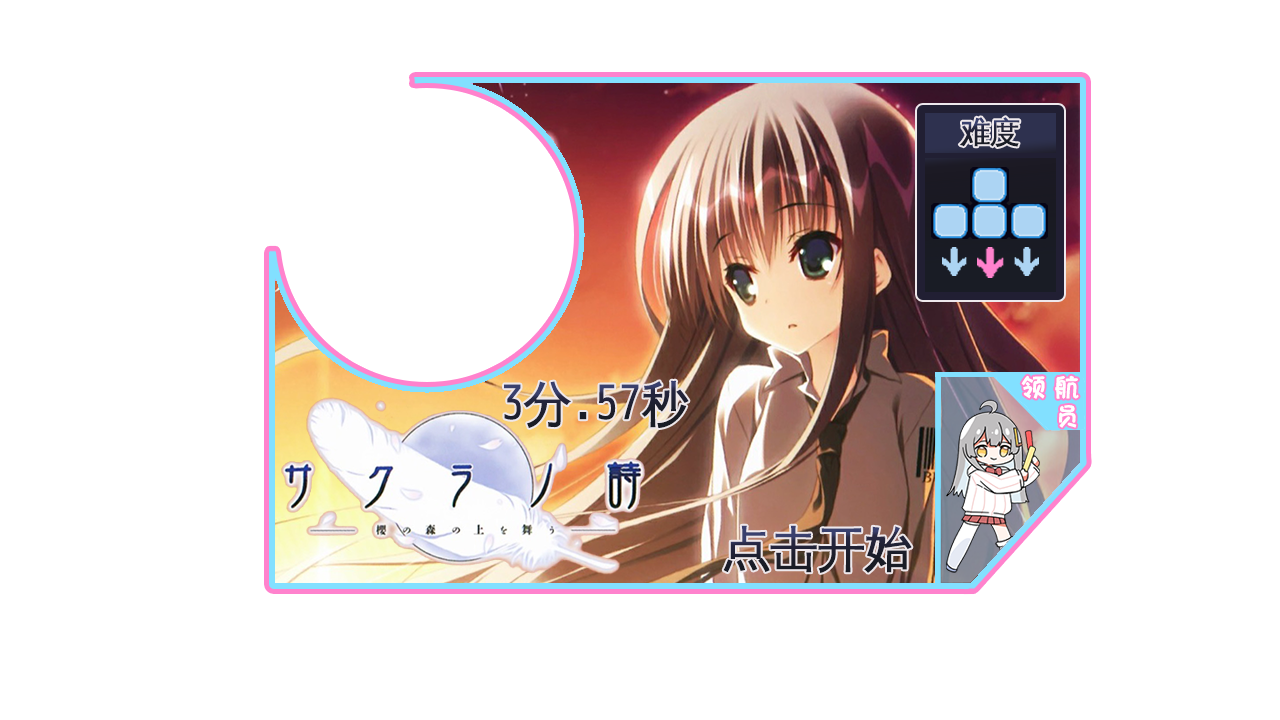 难度
领航
员
3分.57秒
サクラノ詩
櫻の森の上を舞う
点击开始